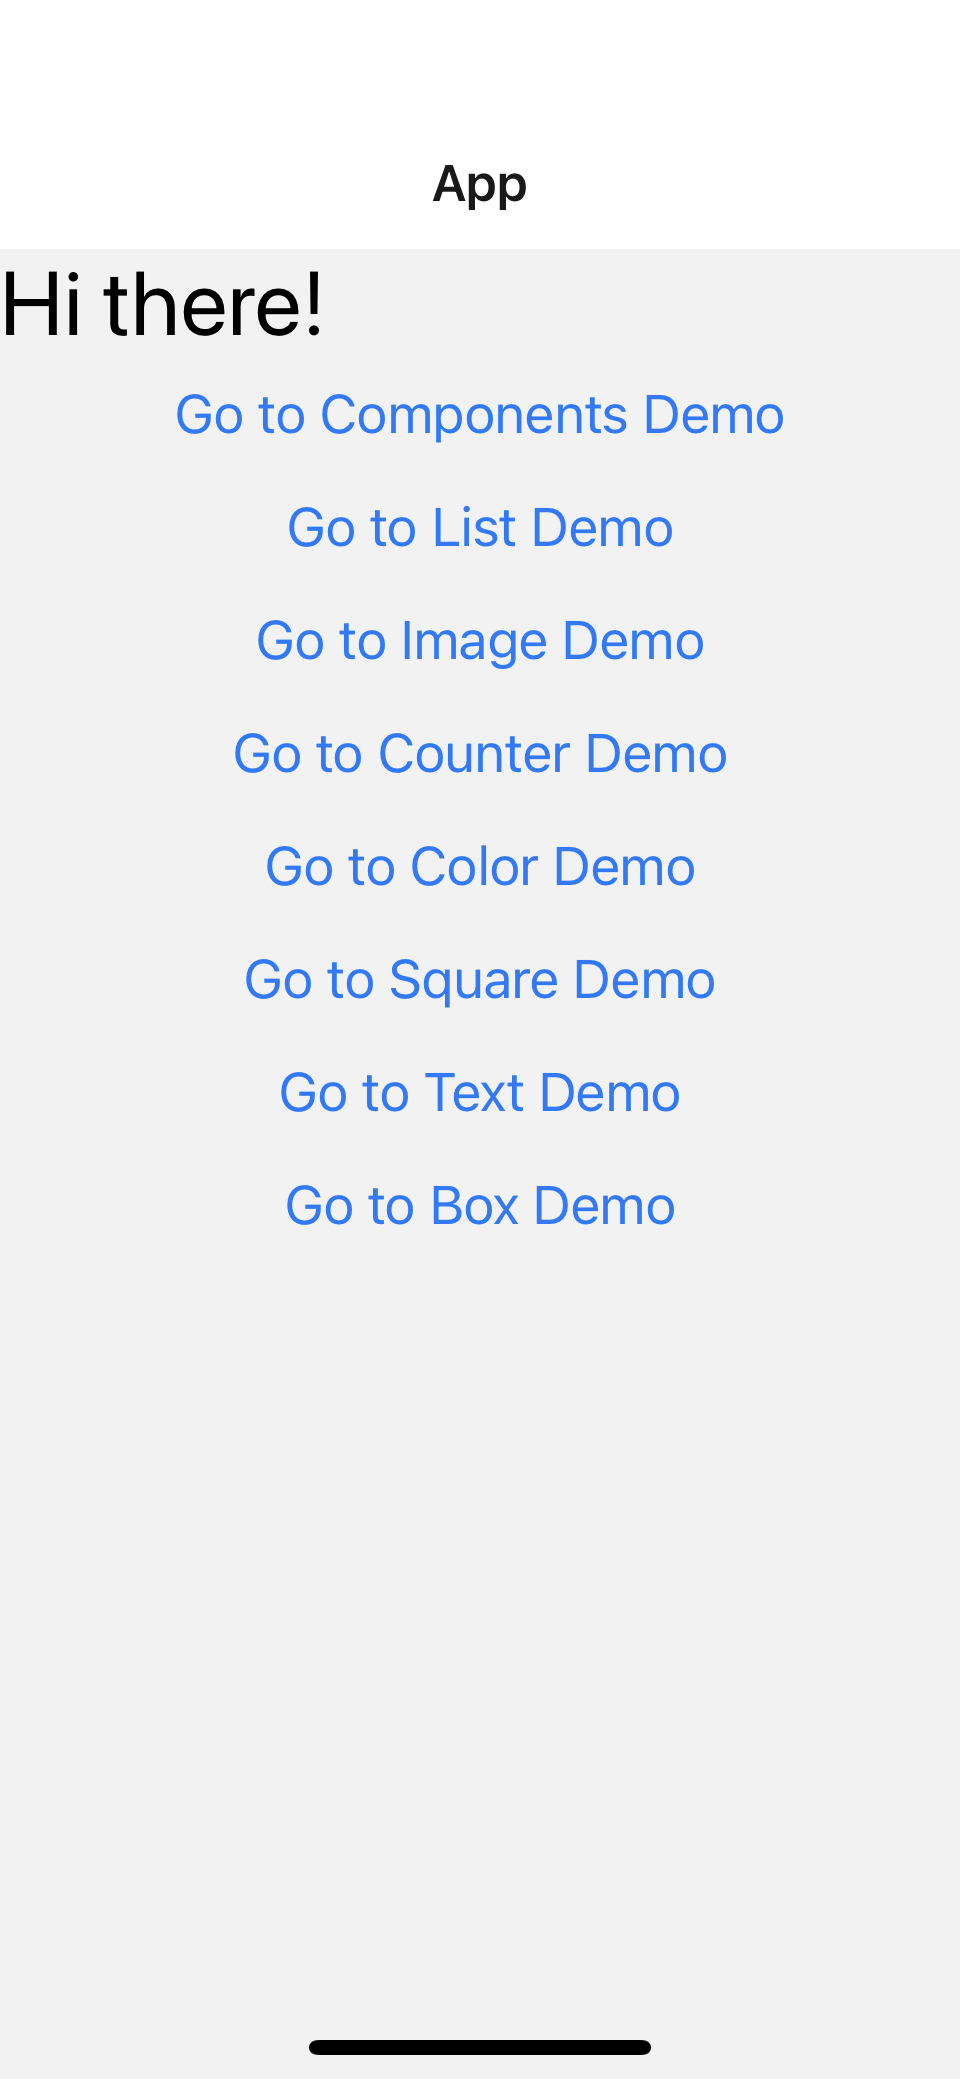 App
Hi there!
Go to Components Demo
Go to List Demo
Go to Image Demo
Go to Counter Demo
Go to Color Demo
Go to Square Demo
Go to Text Demo
Go to Box Demo